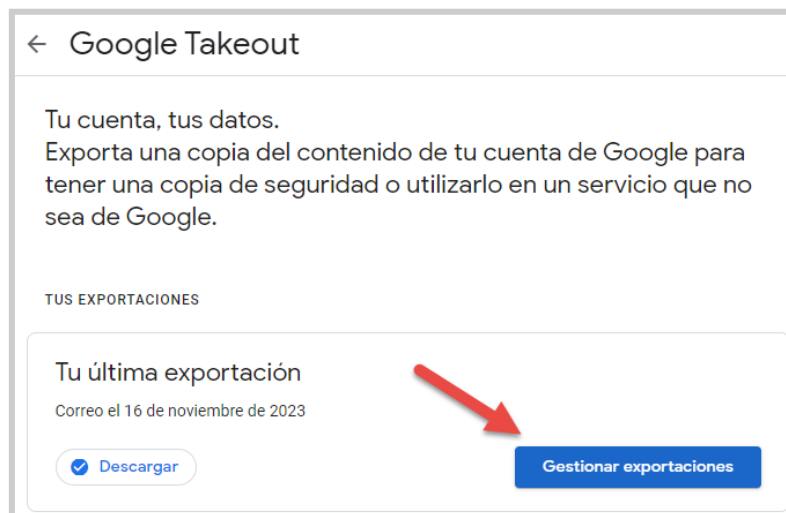 Google Takeout
Tu cuenta, tus datos.
Exporta una copia del contenido de tu cuenta de Google para
tener una copia de seguridad o utilizarlo en un servicio que no
sea de Google.
TUS EXPORTACIONES
Tu última exportación
Correo el 16 de noviembre de 2023
Descargar
Gestionar exportaciones